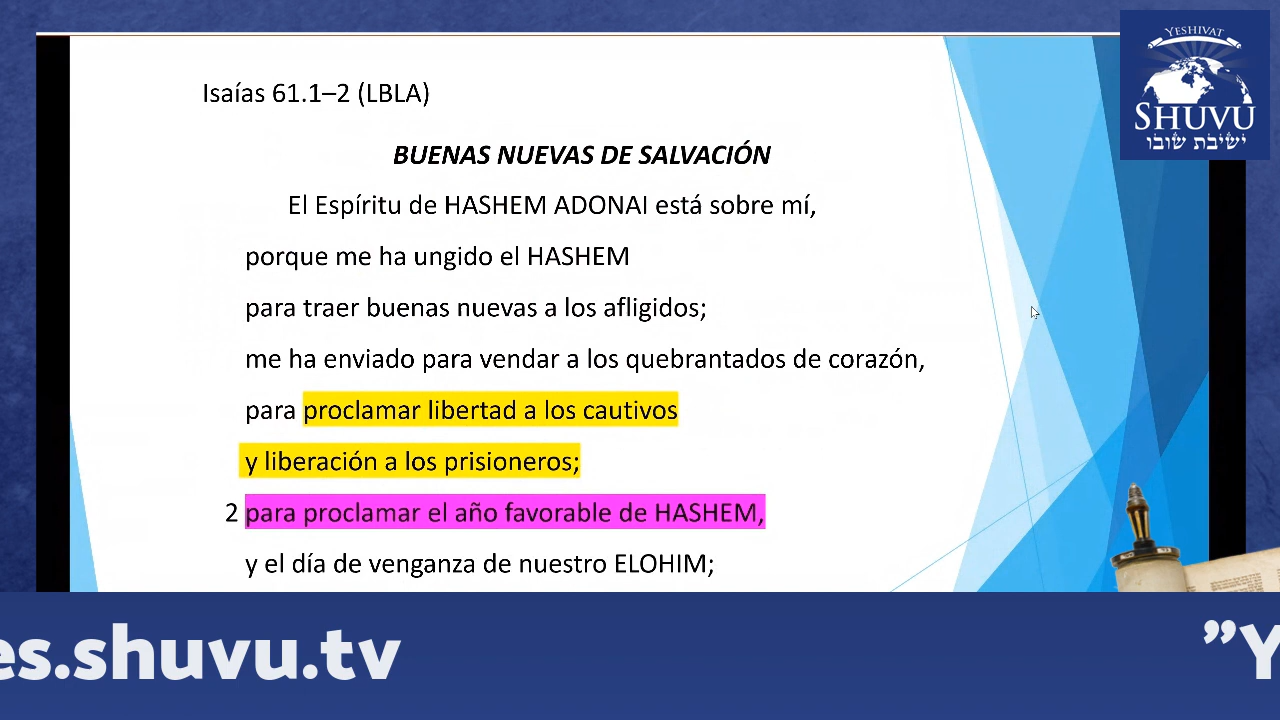 Isaías 61.1–2 (LBLA)
BUENAS NUEVAS DE SALVACIÓN
El Espíritu de HASHEM ADONAI está sobre mí,
porque me ha ungido el HASHEM
para traer buenas nuevas a los afligidos;
me ha enviado para vendar a los quebrantados de corazón,
para proclamar libertad a los cautivos
y liberación a los prisioneros;
2 para proclamar el año favorable de HASHEM,
y el día de venganza de nuestro ELOHIM;
YESHIVAT
SHUVU
ישיבת שובו
es.shuvu.tv
”Y